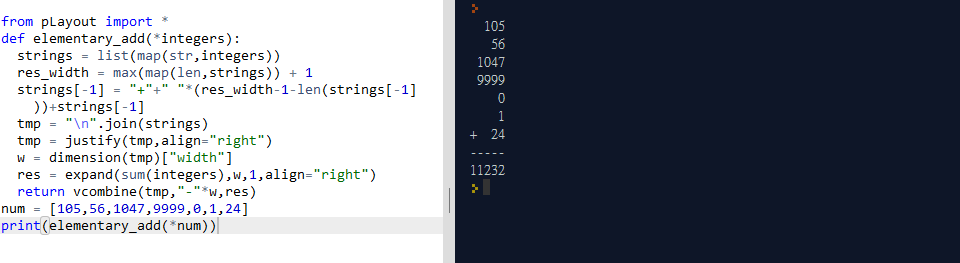 from pLayout import *
def elementary_add(*integers):
  strings = list(map(str,integers))
  res_width = max(map(len,strings)) + 1
  strings[-1] = "+"+" "*(res_width-1-len(strings[-1]
    ))+strings[-1]
  tmp = "\n".join(strings)
  tmp = justify(tmp,align="right")
  w = dimension(tmp)["width"]
  res = expand(sum(integers),w,1,align="right")
  return vcombine(tmp,"-"*w,res)
num = [105,56,1047,9999,0,1,24]
print(elementary_add(*num))
>
  105
   56
 1047
 9999
    0
    1
+  24
-----
11232
>